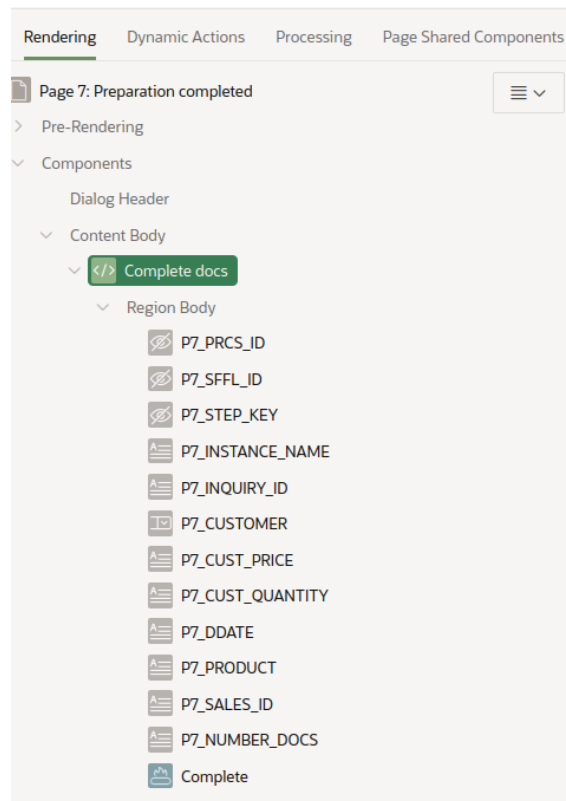 Rendering Dynamic Actions Processing Page Shared Components
Page 7: Preparation completed
Pre-Rendering
Components
Dialog Header
Content Body
</> Complete docs
Region Body
P7_PRCS_ID
P7_SFFL_ID
P7_STEP_KEY
P7_INSTANCE_NAME
P7_INQUIRY_ID
P7_CUSTOMER
P7_CUST_PRICE
P7_CUST_QUANTITY
P7_DDATE
P7_PRODUCT
P7_SALES_ID
P7_NUMBER_DOCS
Complete